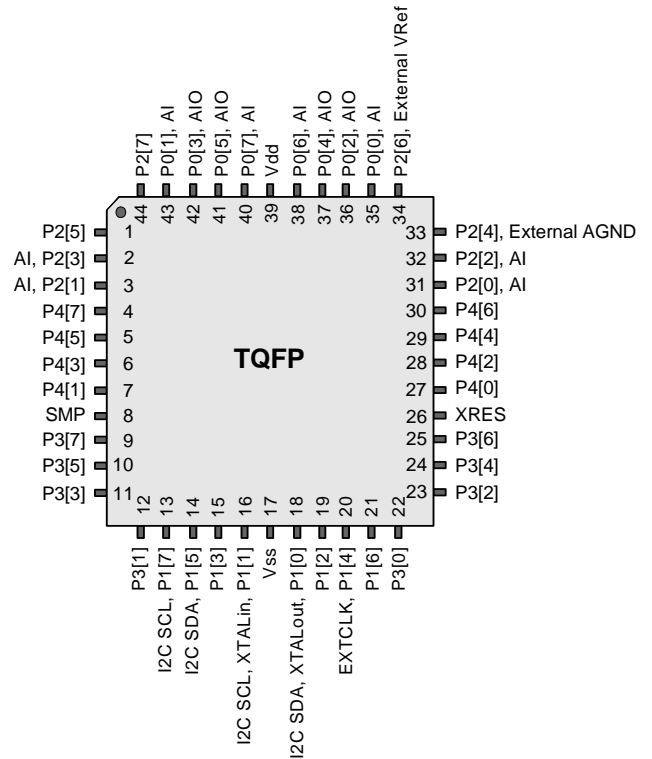 P2[7]
P0[1], AI
P0[3], AIO
P0[5], AIO
P0[7], AI
Vdd
P0[6], AI
P0[4], AIO
P0[2], AIO
P0[0], AI
P2[6], External VRef
44
43
42
41
40
39
38
37
36
35
34
P2[5]
AI, P2[3]
AI, P2[1]
P4[7]
P4[5]
P4[3]
P4[1]
SMP
P3[7]
P3[5]
P3[3]
1
2
3
4
5
6
7
8
9
10
11
TQFP
33
32
31
30
29
28
27
26
25
24
23
P2[4], External AGND
P2[2], AI
P2[0], AI
P4[6]
P4[4]
P4[2]
P4[0]
XRES
P3[6]
P3[4]
P3[2]
12
13
14
15
16
17
18
19
20
21
22
P3[1]
I2C SCL, P1[7]
I2C SDA, P1[5]
P1[3]
I2C SCL, XTALin, P1[1]
Vss
I2C SDA, XTALout, P1[0]
P1[2]
EXTCLK, P1[4]
P1[6]
P3[0]